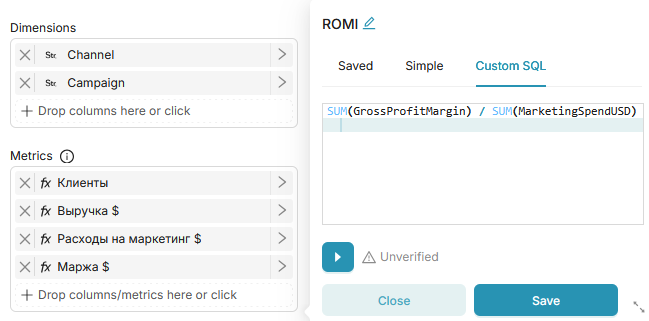 Dimensions
Str. Channel
Str. Campaign
+ Drop columns here or click
Metrics
fx Клиенты
fx Выручка $
fx Расходы на маркетинг $
fx Маржа $
+ Drop columns/metrics here or click
ROMI
Saved Simple Custom SQL
SUM(GrossProfitMargin) / SUM(MarketingSpendUSD)
Unverified
Close Save